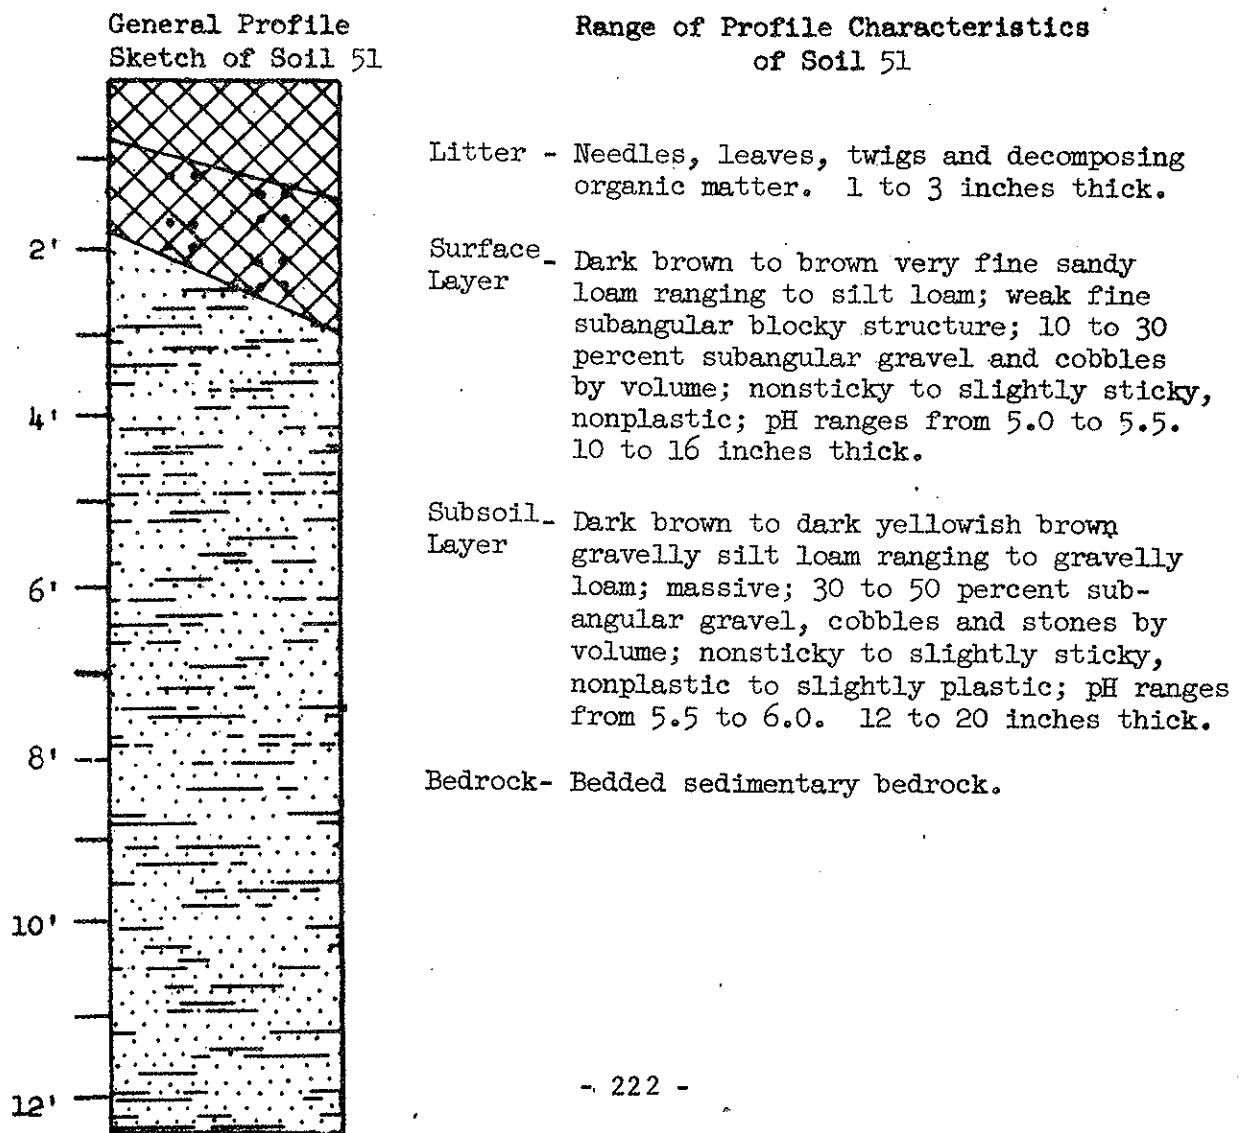 General Profile
Sketch of Soil 51
Range of Profile Characteristics
of Soil 51
2'
4'
6'
8'
10'
12'
Litter - Needles, leaves, twigs and decomposing
organic matter. 1 to 3 inches thick.
Surface
Layer - Dark brown to brown very fine sandy
loam ranging to silt loam; weak fine
subangular blocky structure; 10 to 30
percent subangular gravel and cobbles
by volume; nonsticky to slightly sticky,
nonplastic; pH ranges from 5.0 to 5.5.
10 to 16 inches thick.
Subsoil
Layer - Dark brown to dark yellowish brown
gravelly silt loam ranging to gravelly
loam; massive; 30 to 50 percent sub-
angular gravel, cobbles and stones by
volume; nonsticky to slightly sticky,
nonplastic to slightly plastic; pH ranges
from 5.5 to 6.0. 12 to 20 inches thick.
Bedrock- Bedded sedimentary bedrock.
- 222 -